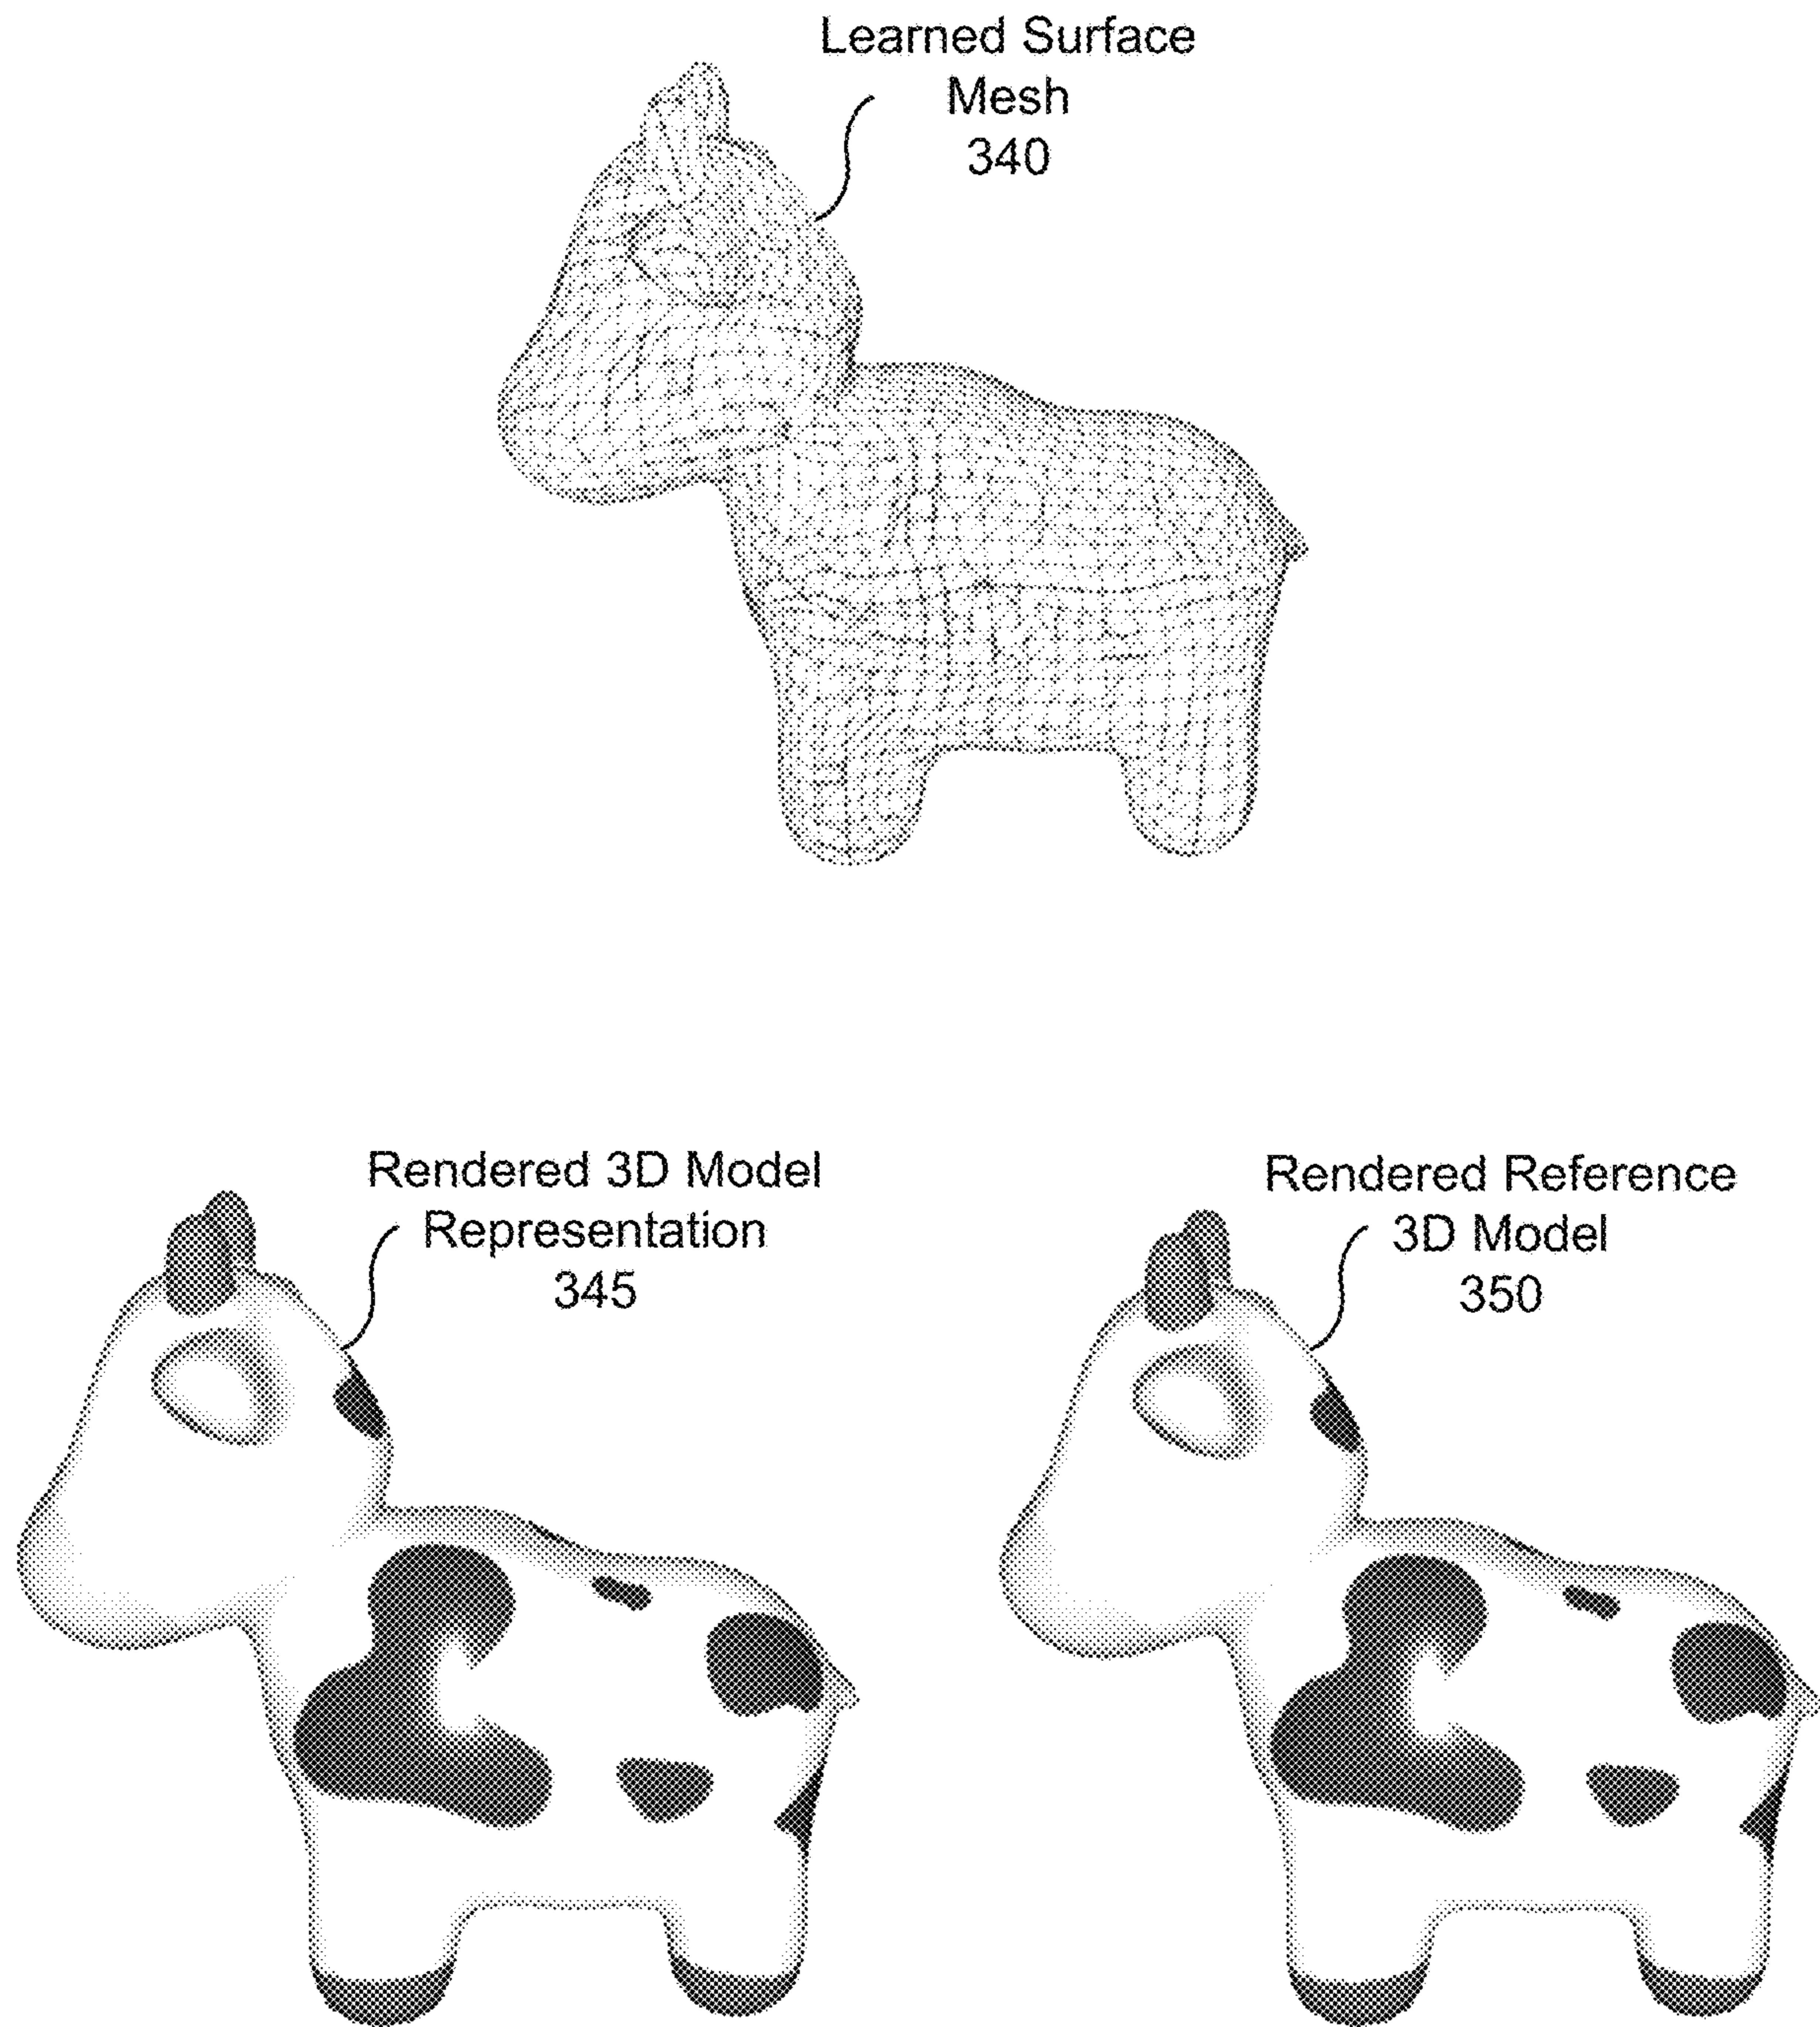 Learned Surface
Mesh
340
Rendered 3D Model
Representation
345
Rendered Reference
3D Model
350